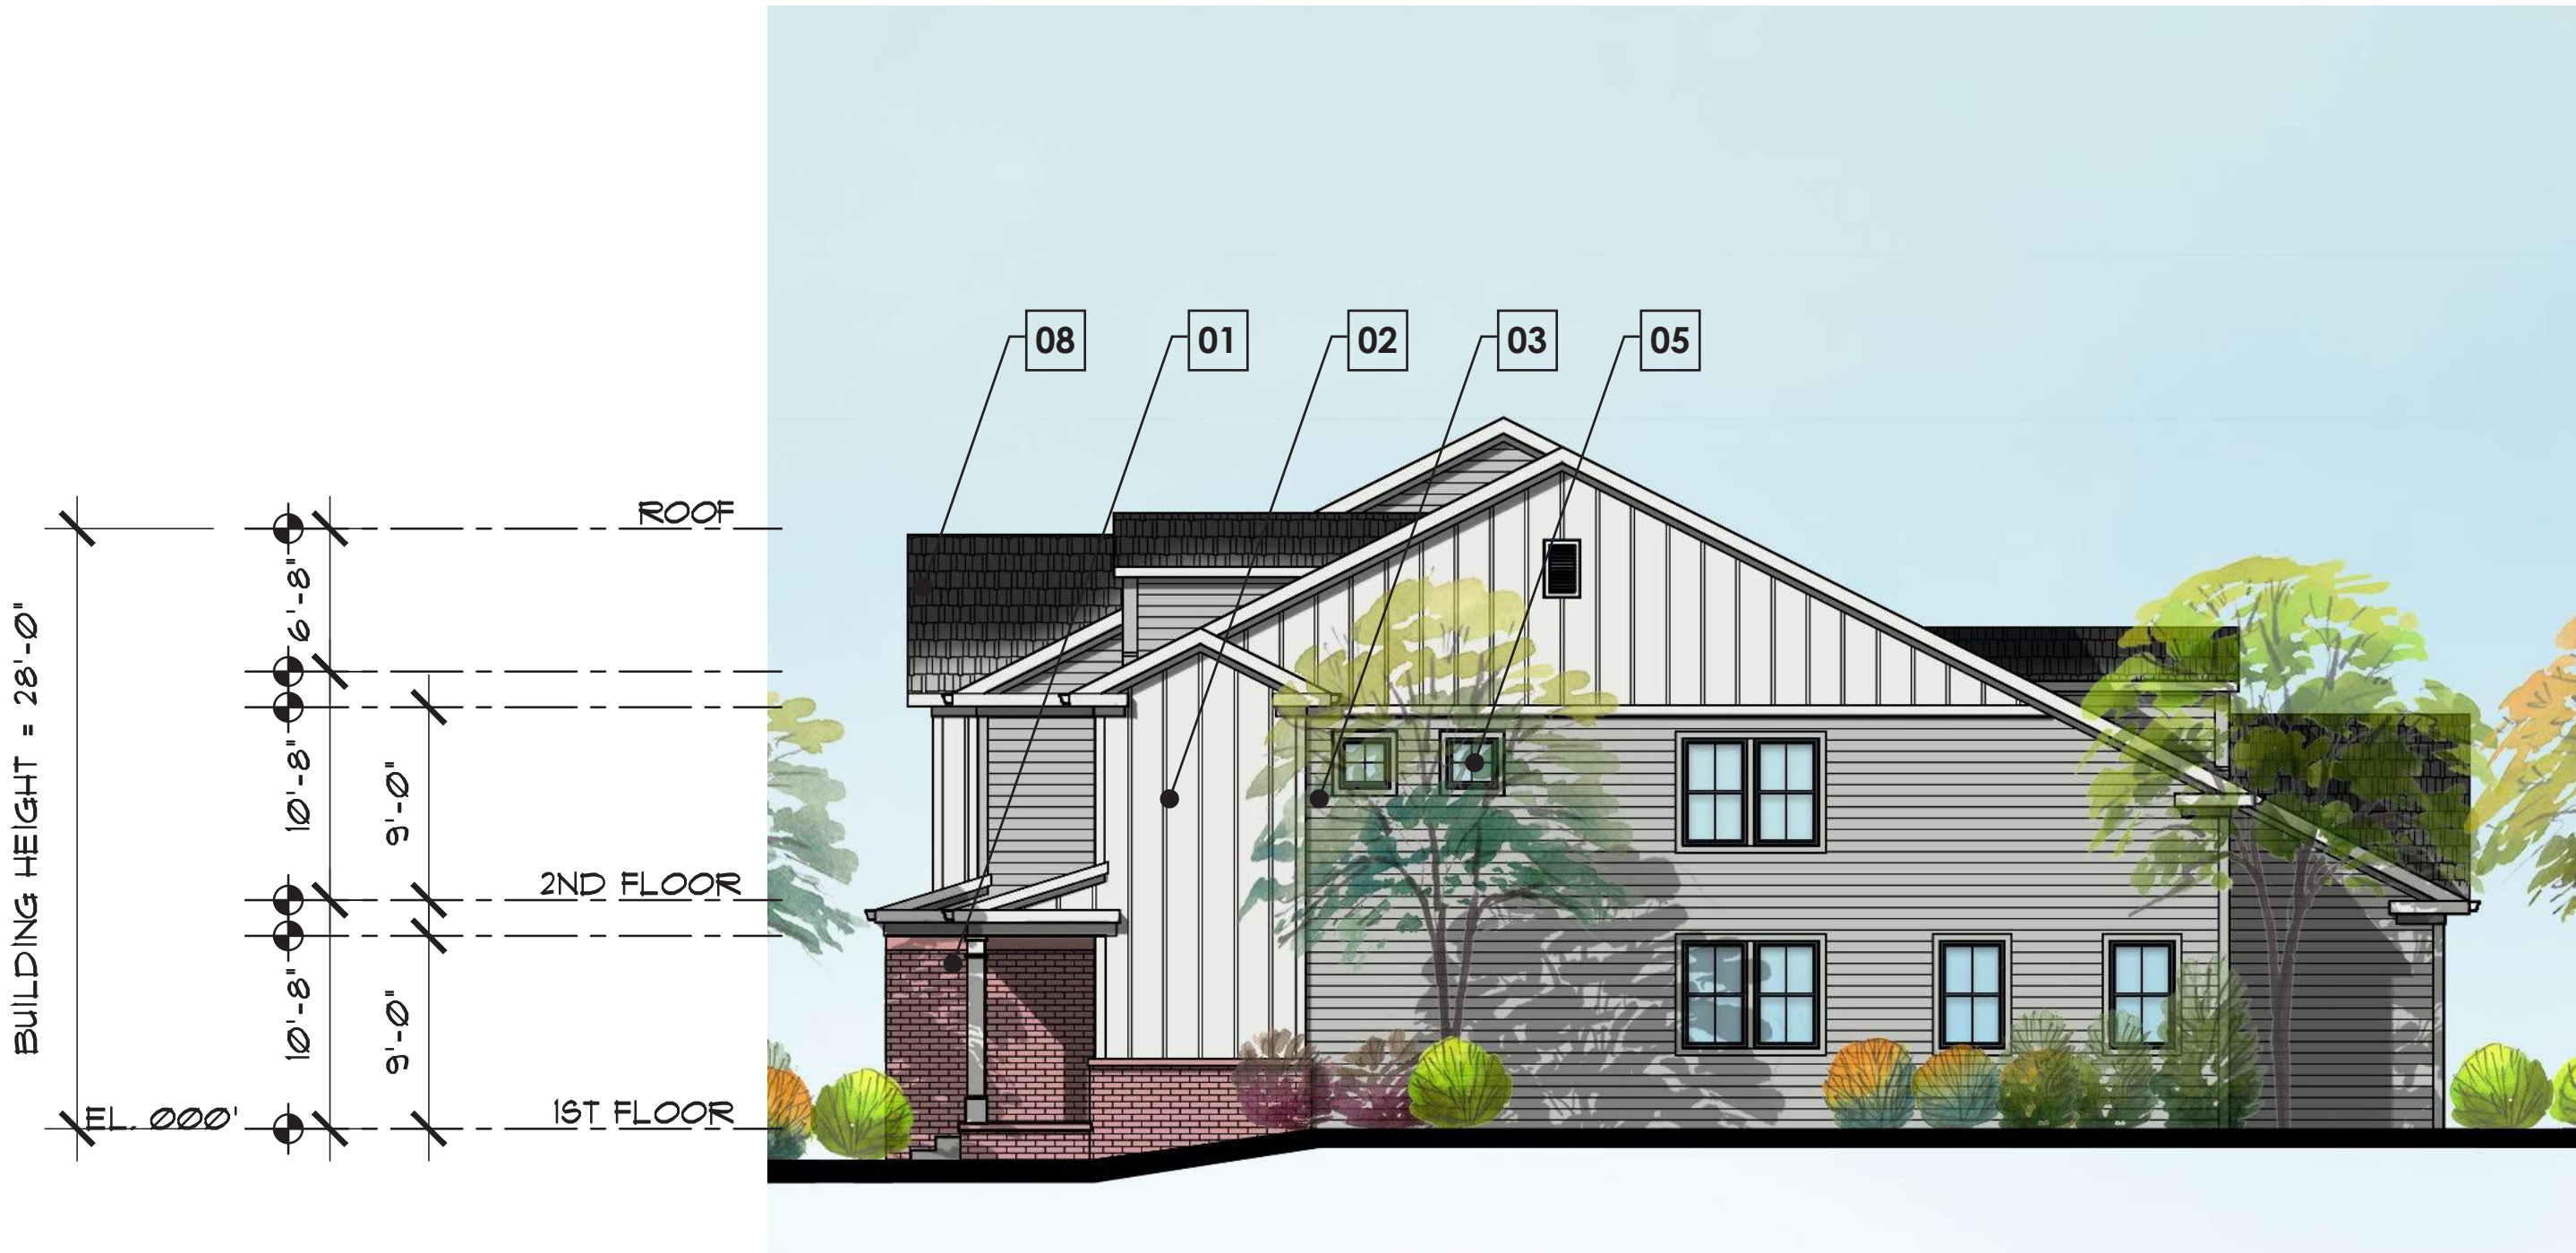 08
01
02
03
05
ROOF
6'-8"
BUILDING HEIGHT = 28'-0"
10'-8"
9'-0"
2ND FLOOR
10'-8"
9'-0"
EL. 000'
1ST FLOOR